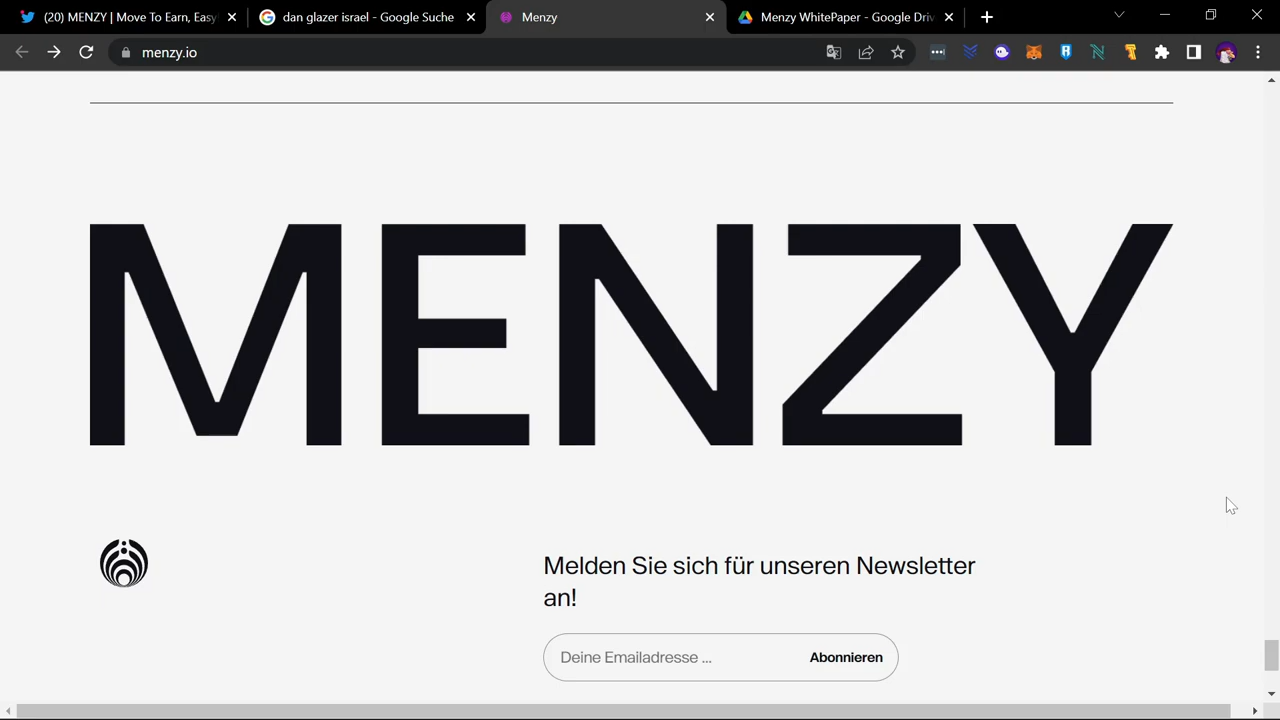 (20) MENZY | Move To Earn, Easy
dan glazer israel - Google Suche
Menzy
Menzy WhitePaper - Google Driv
menzy.io
MENZY
Melden Sie sich für unseren Newsletter
an!
Deine Emailadresse ...
Abonnieren